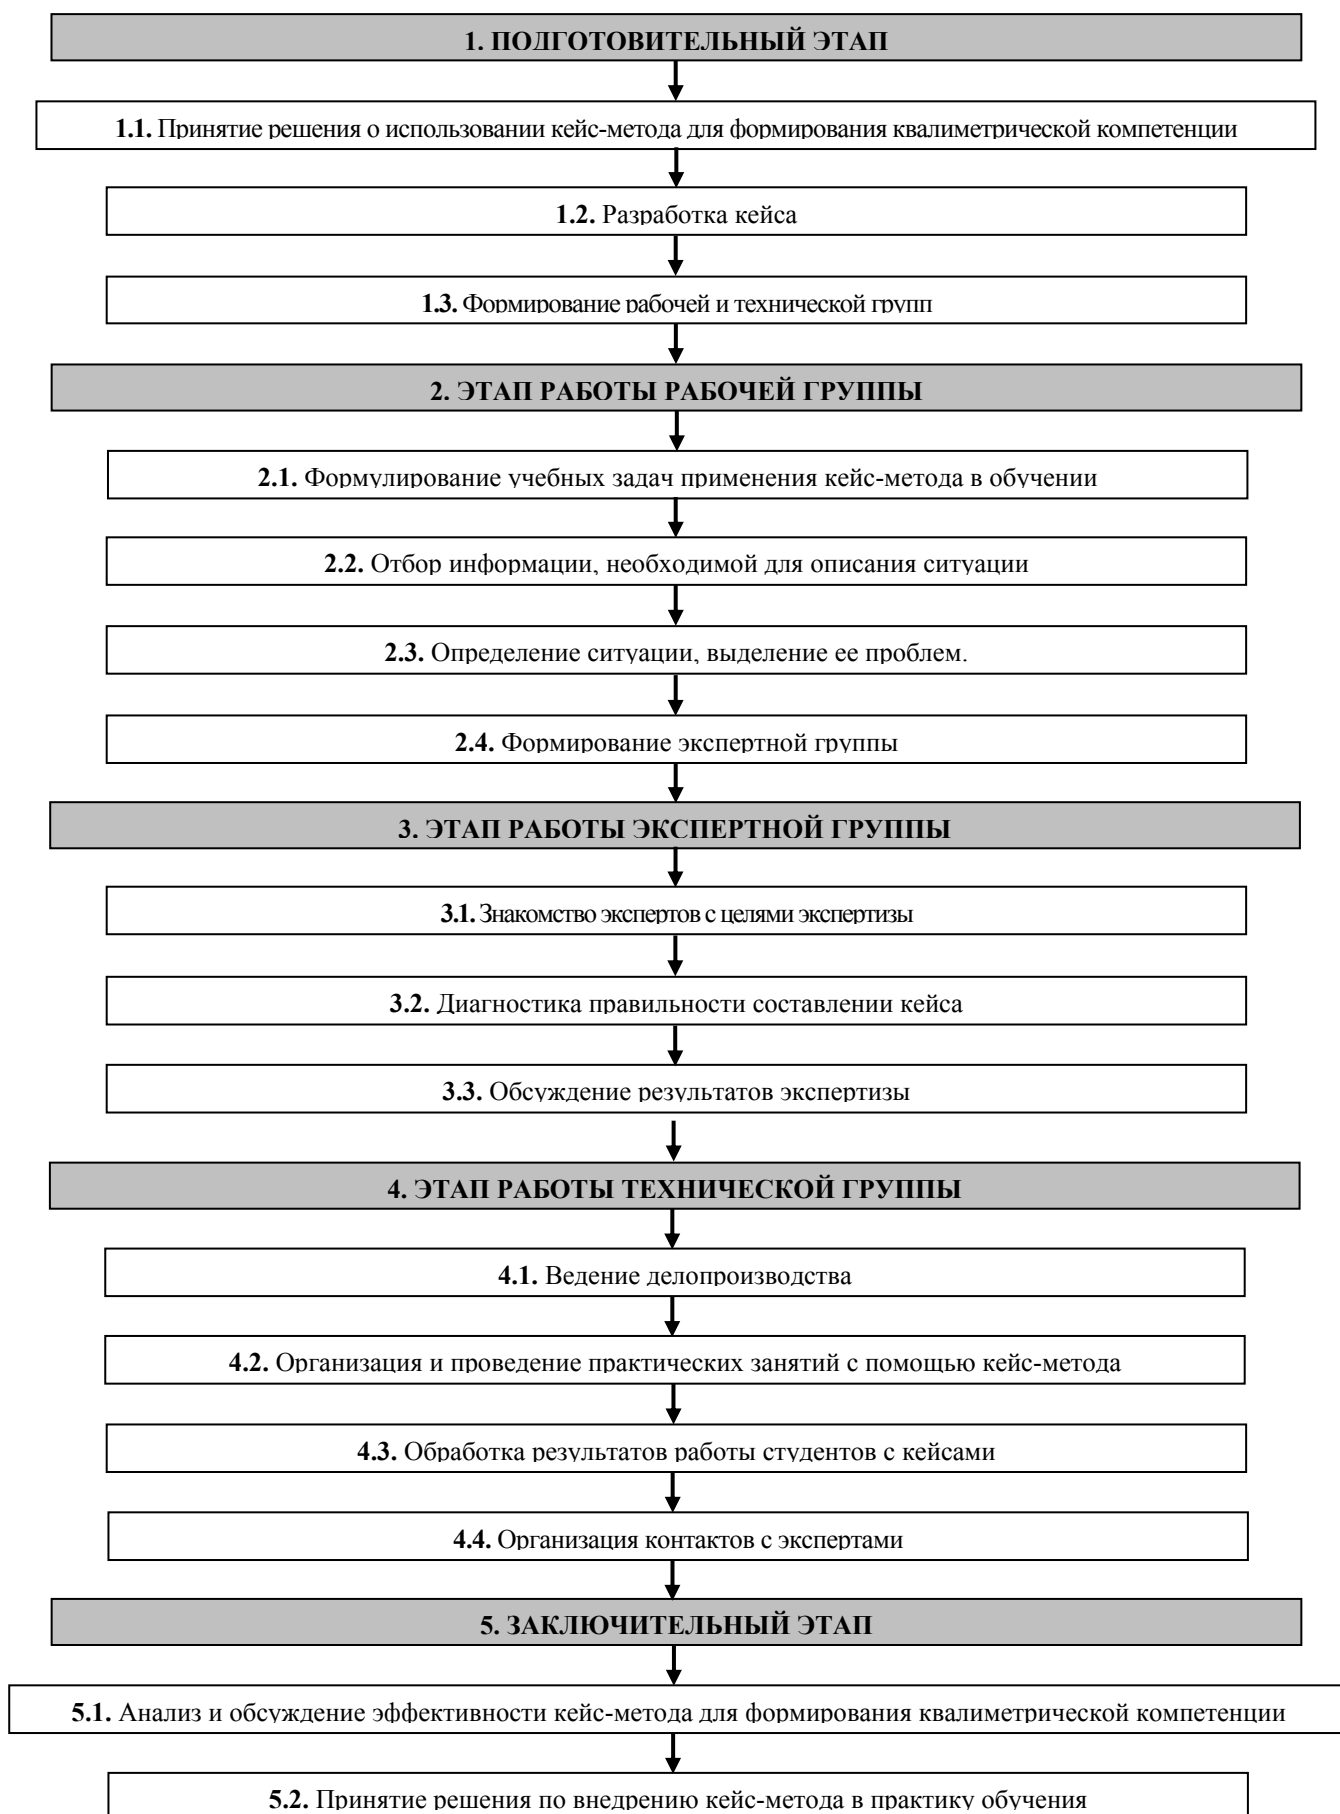 1. ПОДГОТОВИТЕЛЬНЫЙ ЭТАП
1.1. Принятие решения о использовании кейс-метода для формирования квалиметрической компетенции
1.2. Разработка кейса
1.3. Формирование рабочей и технической групп
2. ЭТАП РАБОТЫ РАБОЧЕЙ ГРУППЫ
2.1. Формулирование учебных задач применения кейс-метода в обучении
2.2. Отбор информации, необходимой для описания ситуации
2.3. Определение ситуации, выделение ее проблем.
2.4. Формирование экспертной группы
3. ЭТАП РАБОТЫ ЭКСПЕРТНОЙ ГРУППЫ
3.1. Знакомство экспертов с целями экспертизы
3.2. Диагностика правильности составлении кейса
3.3. Обсуждение результатов экспертизы
4. ЭТАП РАБОТЫ ТЕХНИЧЕСКОЙ ГРУППЫ
4.1. Ведение делопроизводства
4.2. Организация и проведение практических занятий с помощью кейс-метода
4.3. Обработка результатов работы студентов с кейсами
4.4. Организация контактов с экспертами
5. ЗАКЛЮЧИТЕЛЬНЫЙ ЭТАП
5.1. Анализ и обсуждение эффективности кейс-метода для формирования квалиметрической компетенции
5.2. Принятие решения по внедрению кейс-метода в практику обучения